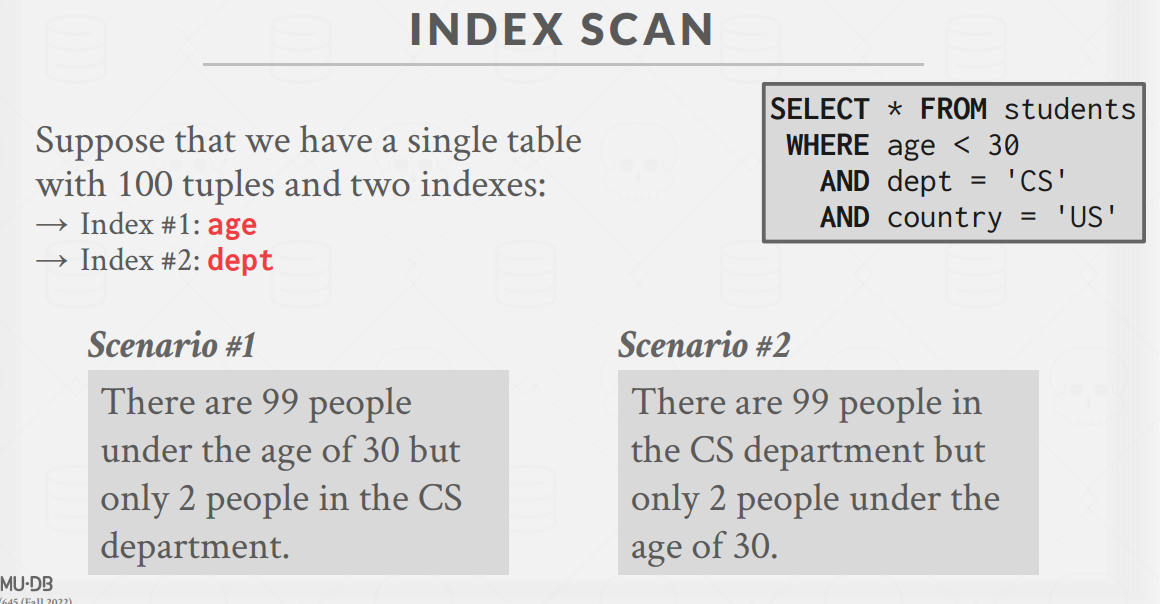 INDEX SCAN
SELECT * FROM students
WHERE age < 30
AND dept = 'CS'
AND country = 'US'
Suppose that we have a single table
with 100 tuples and two indexes:
→ Index #1: age
→ Index #2: dept
Scenario #1
There are 99 people
under the age of 30 but
only 2 people in the CS
department.
Scenario #2
There are 99 people in
the CS department but
only 2 people under the
age of 30.
MU·DB
/645 (Fall 2022)